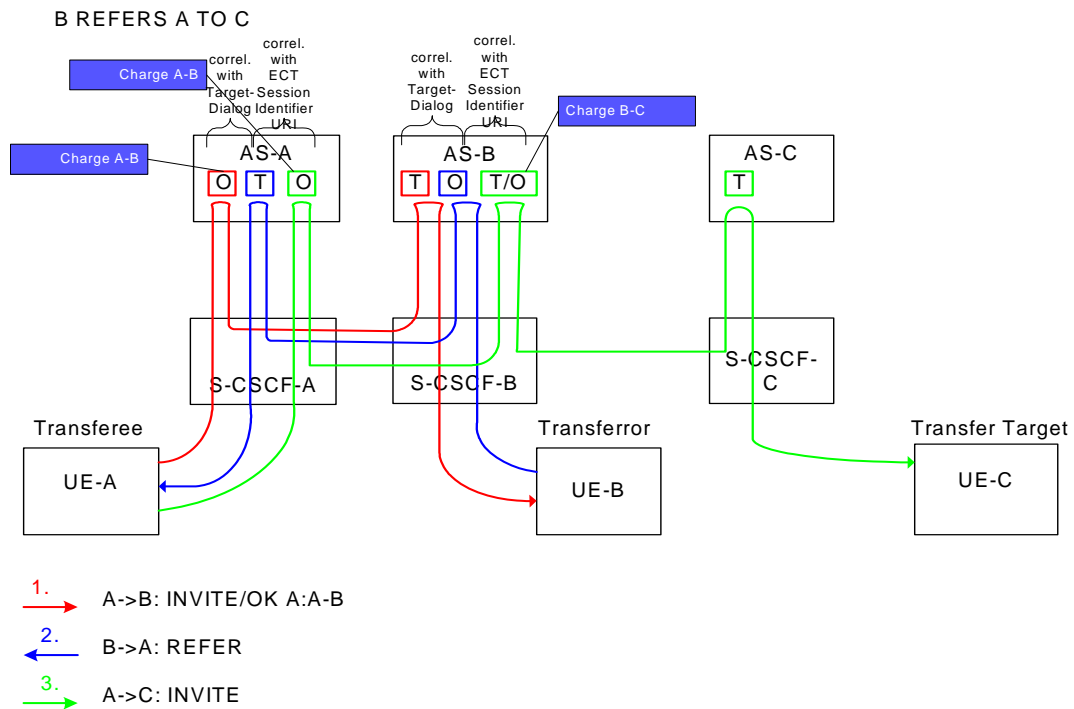 B REFERS A TO C
correl.
with
Target-
Dialog
correl.
with
ECT
Session
Identifier
URI
correl.
with
Target-
Dialog
correl.
with
ECT
Session
Identifier
URI
Charge A-B
Charge B-C
Charge A-B
AS-A
AS-B
AS-C
O
T
O
T
O
T/O
T
S-CSCF-A
S-CSCF-B
S-CSCF-
C
Transferee
Transferror
Transfer Target
UE-A
UE-B
UE-C
1.
A->B: INVITE/OK A:A-B
2.
B->A: REFER
3.
A->C: INVITE